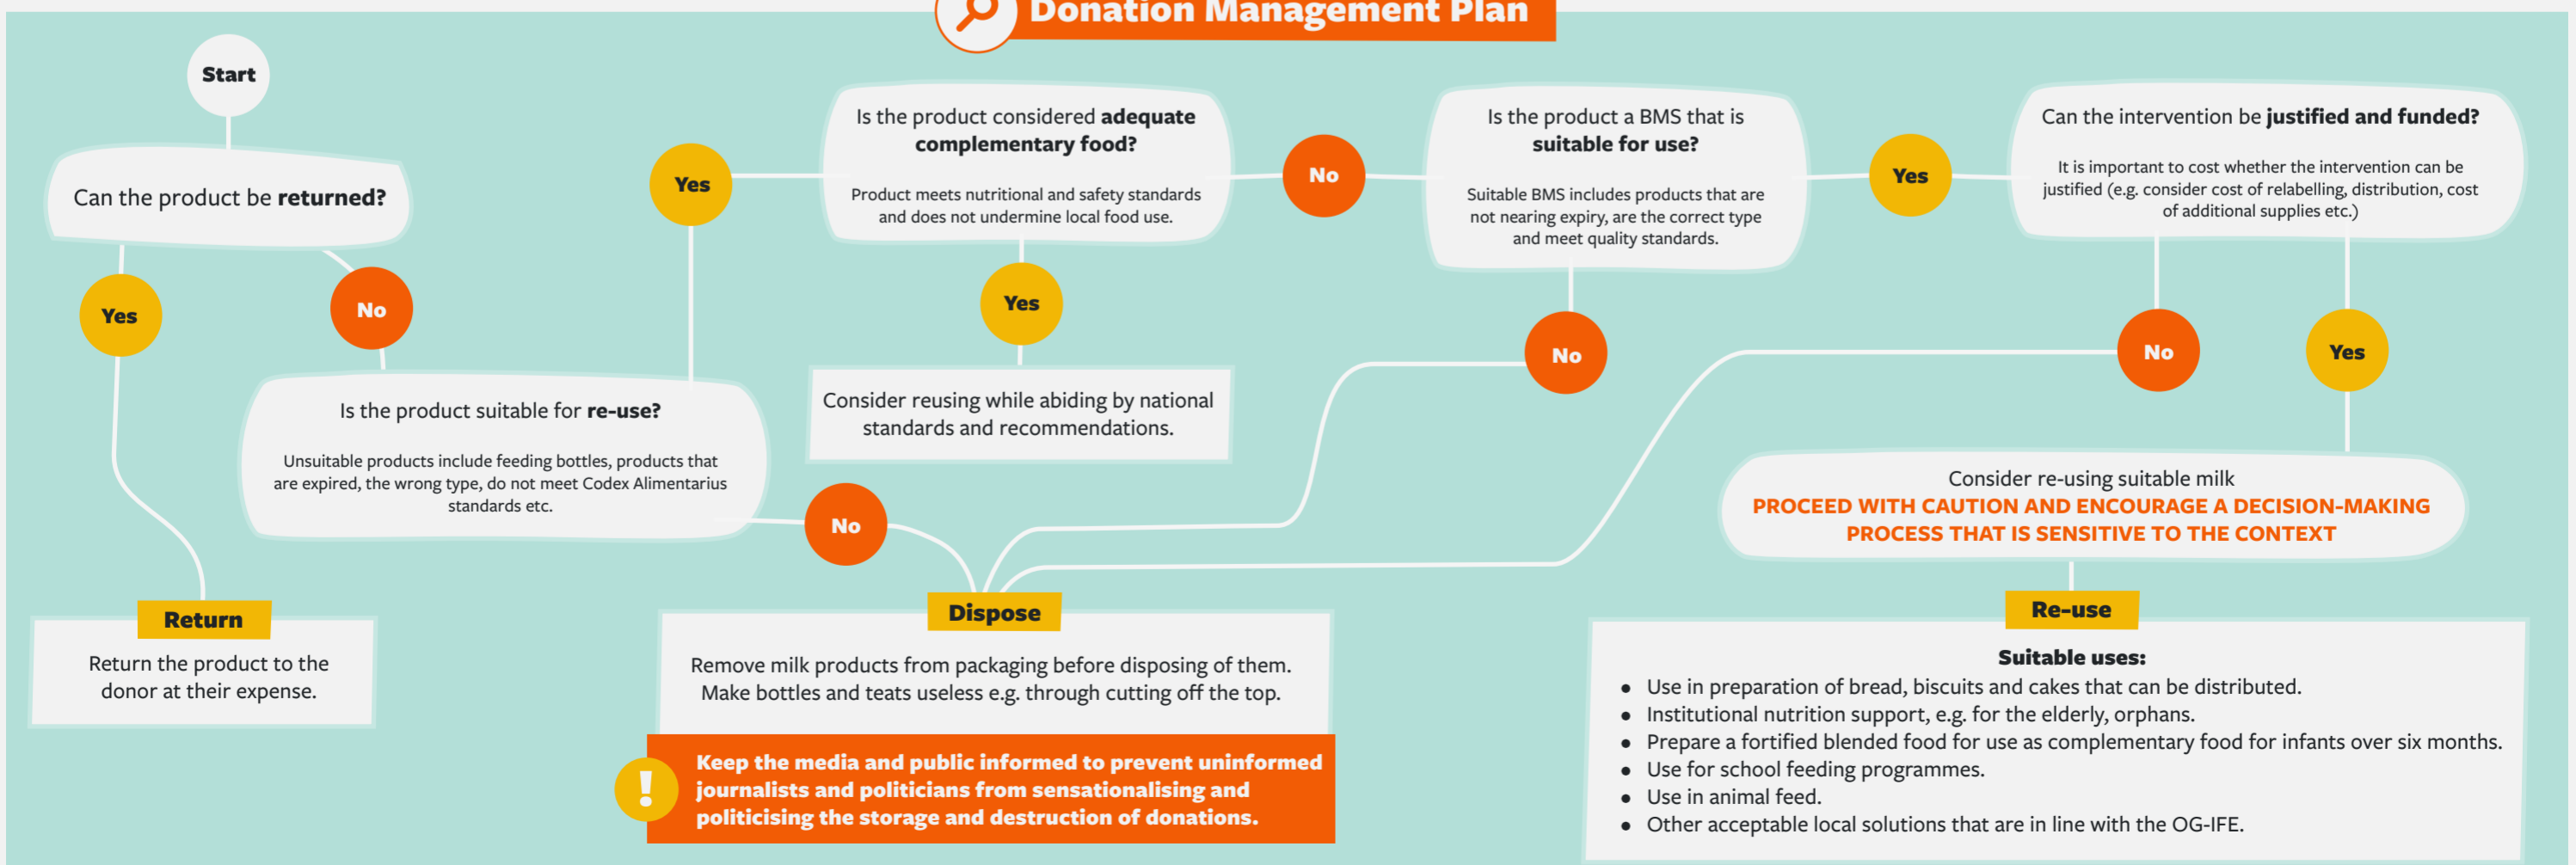 Donation Management Plan
Start
Can the product be returned?
Yes
No
Return
Return the product to the
donor at their expense.
Is the product suitable for re-use?
Unsuitable products include feeding bottles, products that
are expired, the wrong type, do not meet Codex Alimentarius
standards etc.
Yes
No
Is the product considered adequate
complementary food?
Product meets nutritional and safety standards
and does not undermine local food use.
Yes
Consider reusing while abiding by national
standards and recommendations.
No
Is the product a BMS that is
suitable for use?
Suitable BMS includes products that are
not nearing expiry, are the correct type
and meet quality standards.
No
Yes
Can the intervention be justified and funded?
It is important to cost whether the intervention can be
justified (e.g. consider cost of relabelling, distribution, cost
of additional supplies etc.)
No
Yes
Dispose
Remove milk products from packaging before disposing of them.
Make bottles and teats useless e.g. through cutting off the top.
!
Keep the media and public informed to prevent uninformed
journalists and politicians from sensationalising and
politicising the storage and destruction of donations.
Consider re-using suitable milk
PROCEED WITH CAUTION AND ENCOURAGE A DECISION-MAKING
PROCESS THAT IS SENSITIVE TO THE CONTEXT
Re-use
Suitable uses:
• Use in preparation of bread, biscuits and cakes that can be distributed.
• Institutional nutrition support, e.g. for the elderly, orphans.
• Prepare a fortified blended food for use as complementary food for infants over six months.
• Use for school feeding programmes.
• Use in animal feed.
• Other acceptable local solutions that are in line with the OG-IFE.